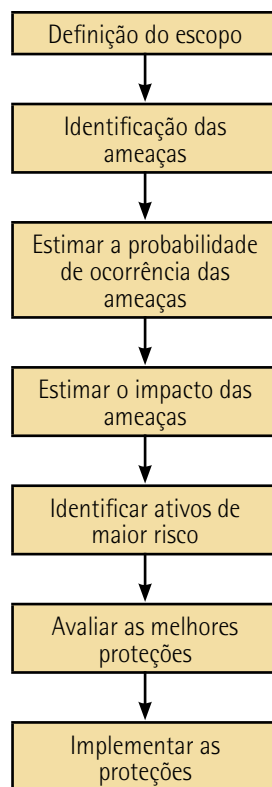 Definição do escopo
Identificação das
ameaças
Estimar a probabilidade
de ocorrência das
ameaças
Estimar o impacto das
ameaças
Identificar ativos de
maior risco
Avaliar as melhores
proteções
Implementar as
proteções